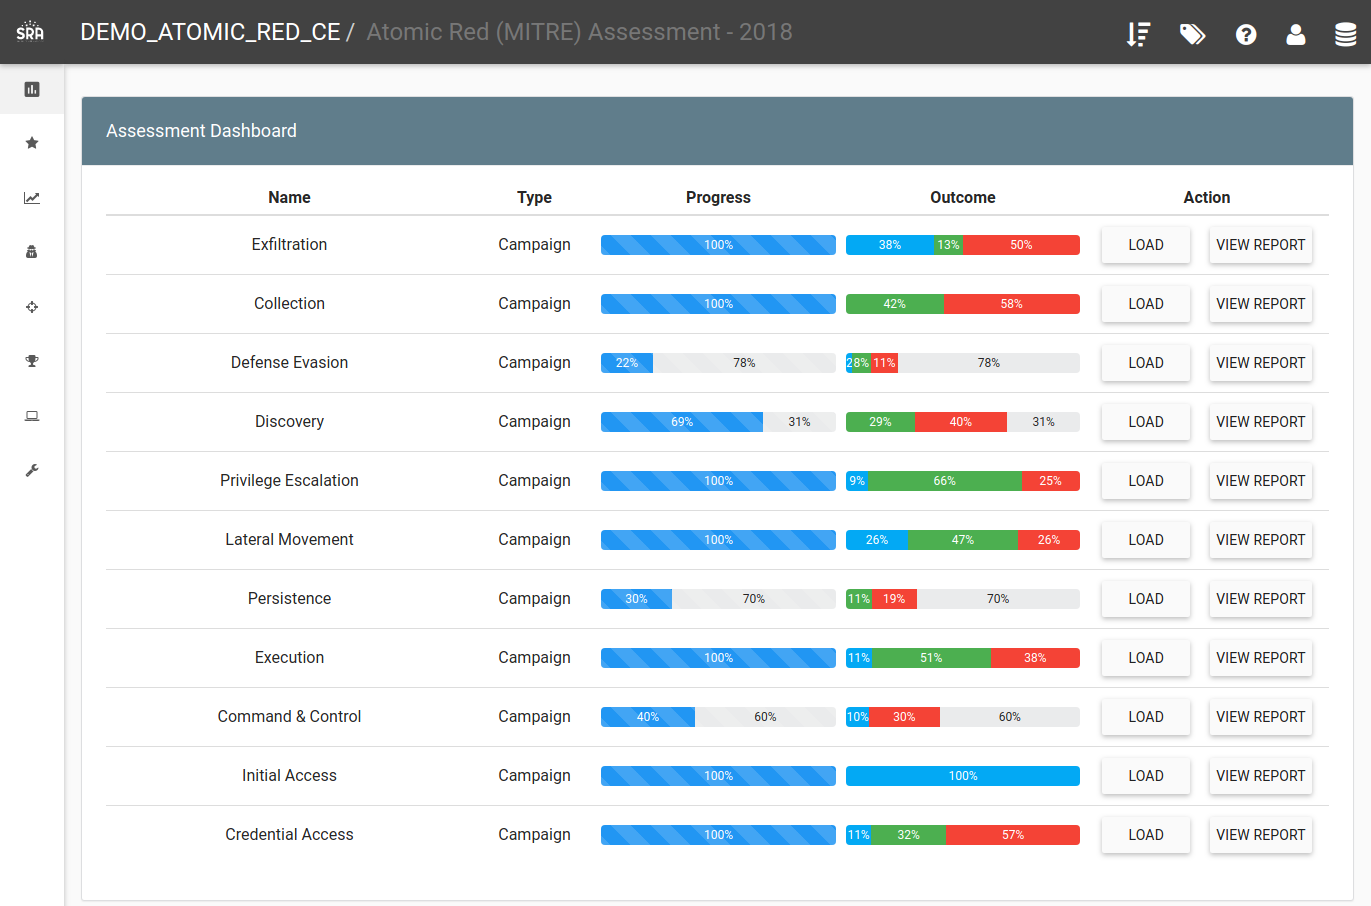 SRA
DEMO_ATOMIC_RED_CE / Atomic Red (MITRE) Assessment - 2018
Assessment Dashboard
Name Type Progress Outcome Action
Exfiltration Campaign 100% 38% 13% 50% LOAD VIEW REPORT
Collection Campaign 100% 42% 58% LOAD VIEW REPORT
Defense Evasion Campaign 22% 78% 28% 11% 78% LOAD VIEW REPORT
Discovery Campaign 69% 31% 29% 40% 31% LOAD VIEW REPORT
Privilege Escalation Campaign 100% 9% 66% 25% LOAD VIEW REPORT
Lateral Movement Campaign 100% 26% 47% 26% LOAD VIEW REPORT
Persistence Campaign 30% 70% 11% 19% 70% LOAD VIEW REPORT
Execution Campaign 100% 11% 51% 38% LOAD VIEW REPORT
Command & Control Campaign 40% 60% 10% 30% 60% LOAD VIEW REPORT
Initial Access Campaign 100% 100% LOAD VIEW REPORT
Credential Access Campaign 100% 11% 32% 57% LOAD VIEW REPORT